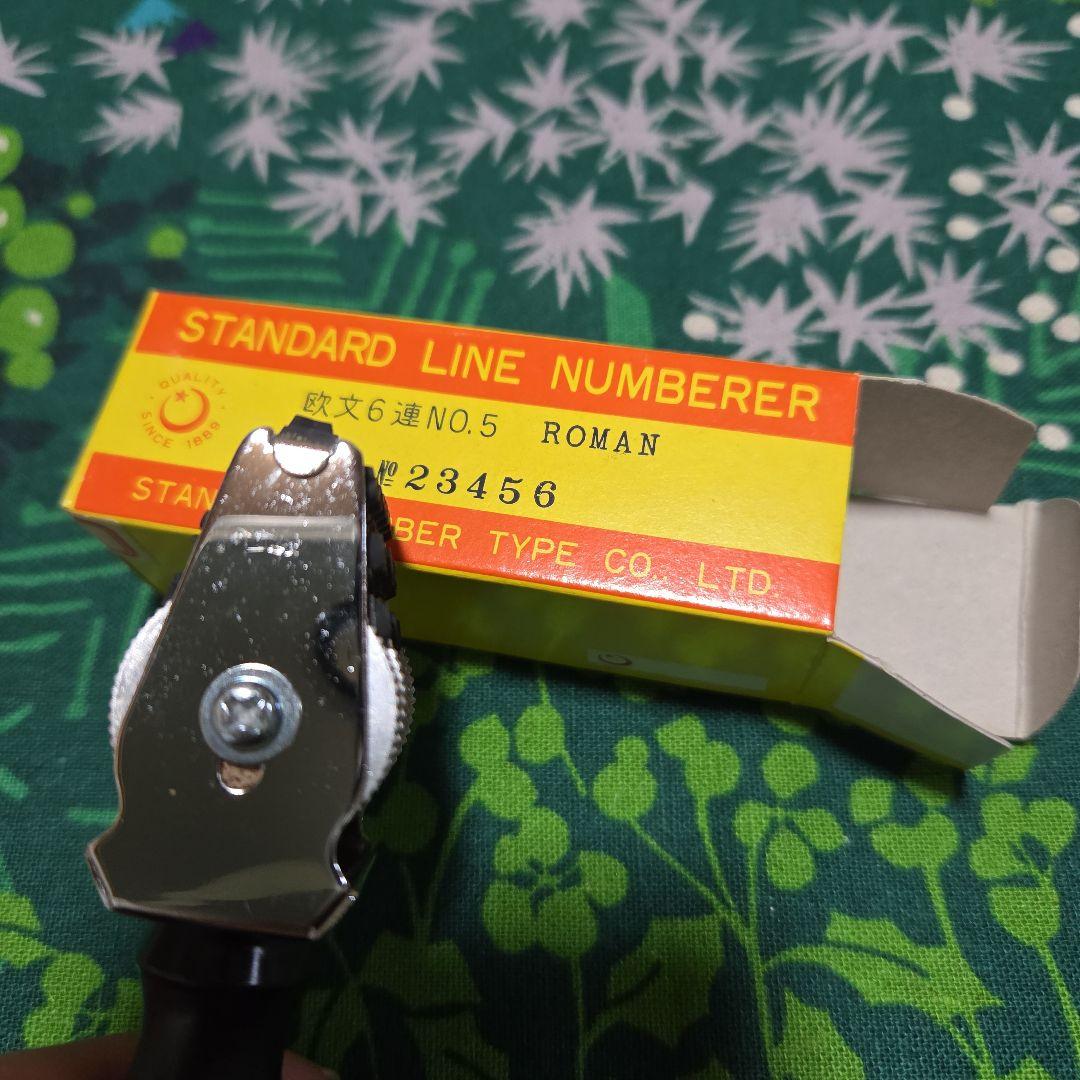 STANDARD LINE NUMBERER
QUALITY
SINCE 1889
欧文6連NO.5 ROMAN
№23456
STAN BER TYPE CO., LTD.